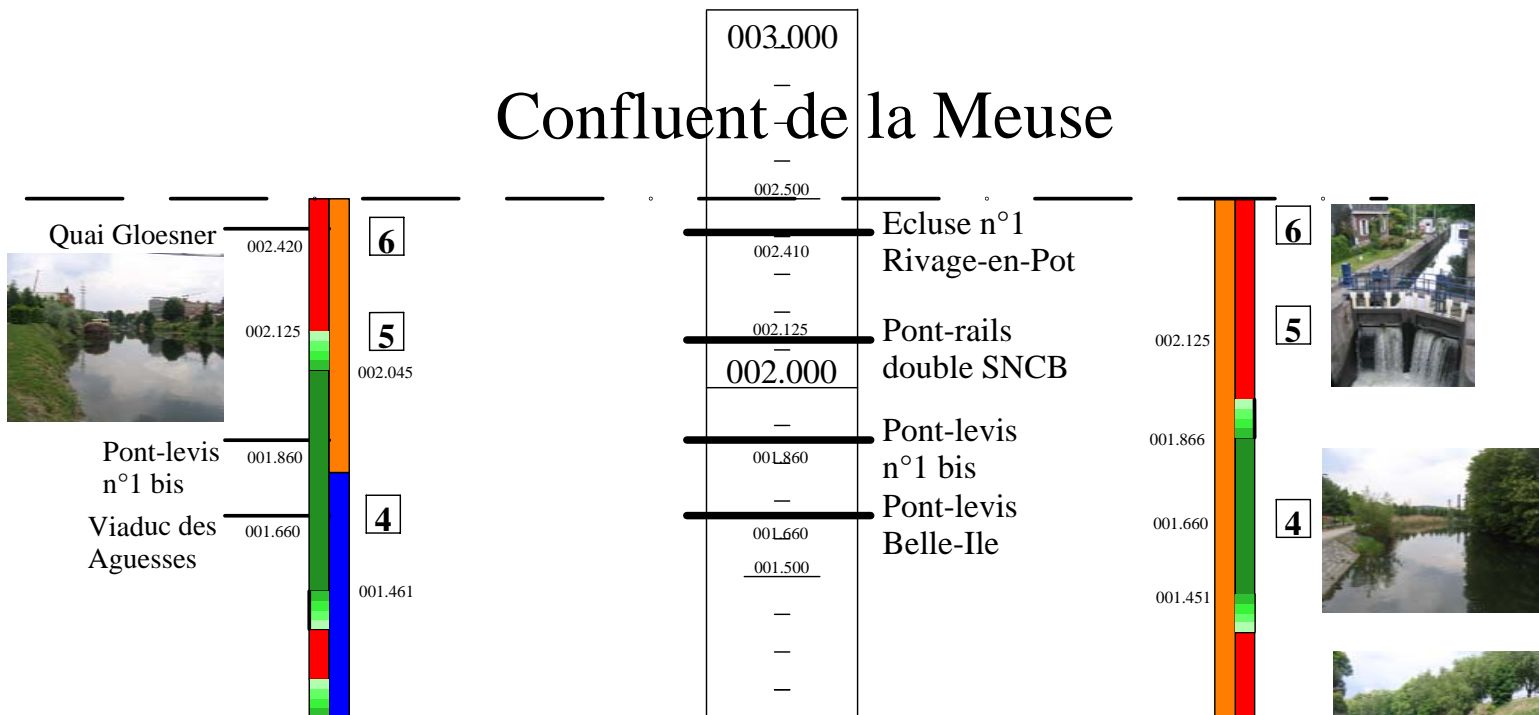 003.000
Confluent de la Meuse
002.500
Quai Gloesner
002.420
6
Ecluse n°1
Rivage-en-Pot
002.410
6
002.125
5
002.045
002.125
Pont-rails
double SNCB
002.000
002.125
5
Pont-levis
n°1 bis
001.860
Pont-levis
n°1 bis
001.860
001.866
Viaduc des
Aguesses
001.660
4
Pont-levis
Belle-Ile
001.660
001.660
4
001.500
001.461
001.451